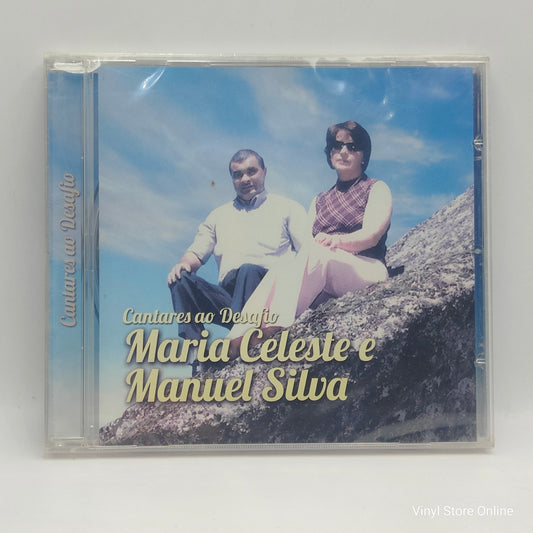 Cantares ao Desafio
Cantares ao Desafio
Maria Celeste e
Manuel Silva
Vinyl Store Online